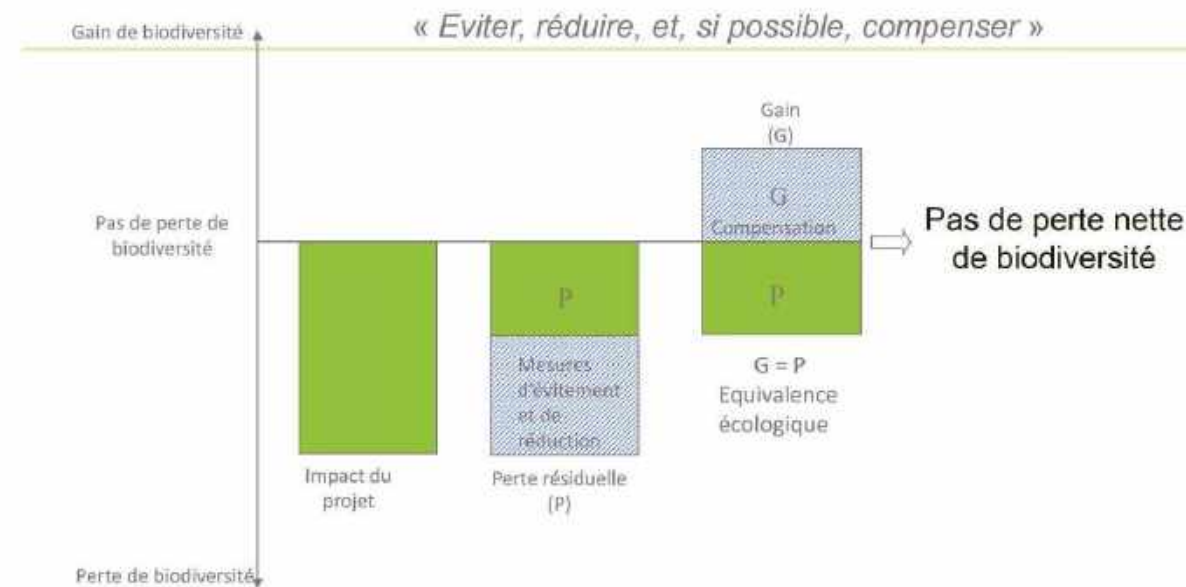 « Eviter, réduire, et, si possible, compenser »
Gain de biodiversité
Gain
(G)
G
Compensation
Pas de perte de
biodiversité
Pas de perte nette
de biodiversité
P
P
Mesures
d'évitement
et de
réduction
G = P
Equivalence
écologique
Impact du
projet
Perte résiduelle
(P)
Perte de biodiversité